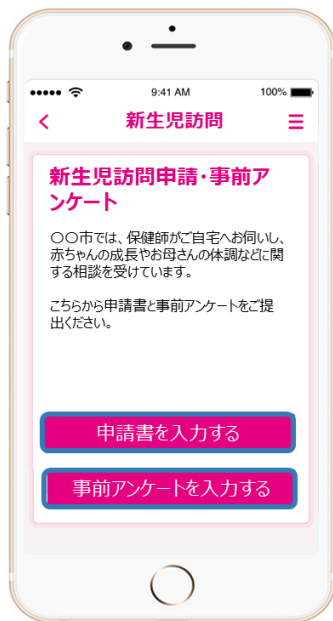 9:41 AM
100%
新生児訪問
新生児訪問申請・事前ア
ンケート
〇〇市では、保健師がご自宅へお伺いし、
赤ちゃんの成長やお母さんの体調などに関
する相談を受けています。
こちらから申請書と事前アンケートをご提
出ください。
申請書を入力する
事前アンケートを入力する